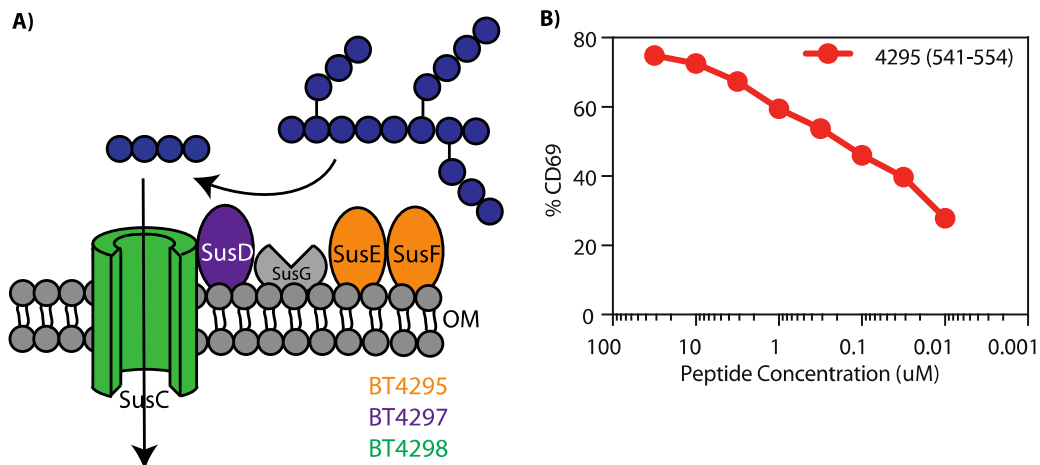 A)
SusD
SusG
SusE
SusF
OM
SusC
BT4295
BT4297
BT4298
B)
4295 (541-554)
% CD69
80
60
40
20
0
100
10
1
0.1
0.01
0.001
Peptide Concentration (uM)